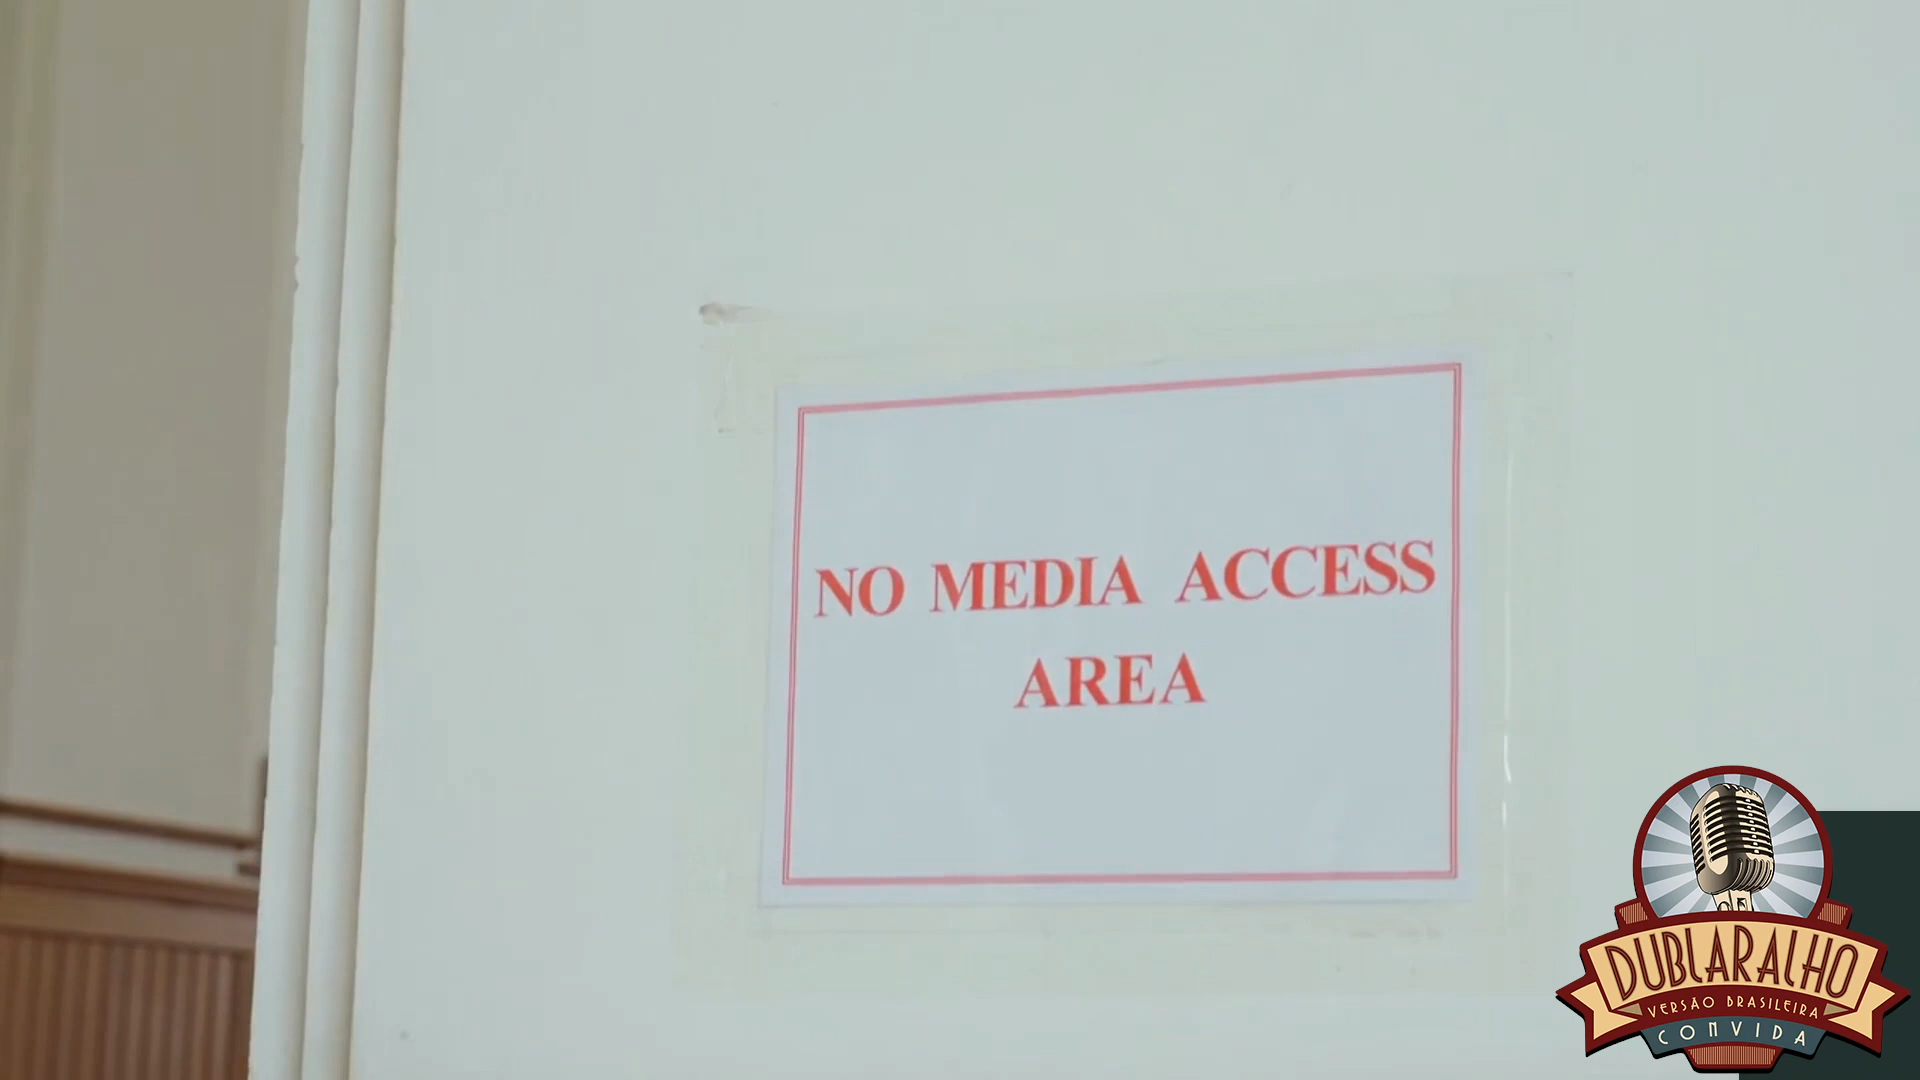 NO MEDIA ACCESS
AREA
DUBLARALHO
VERSÃO BRASILEIRA
CONVIDA